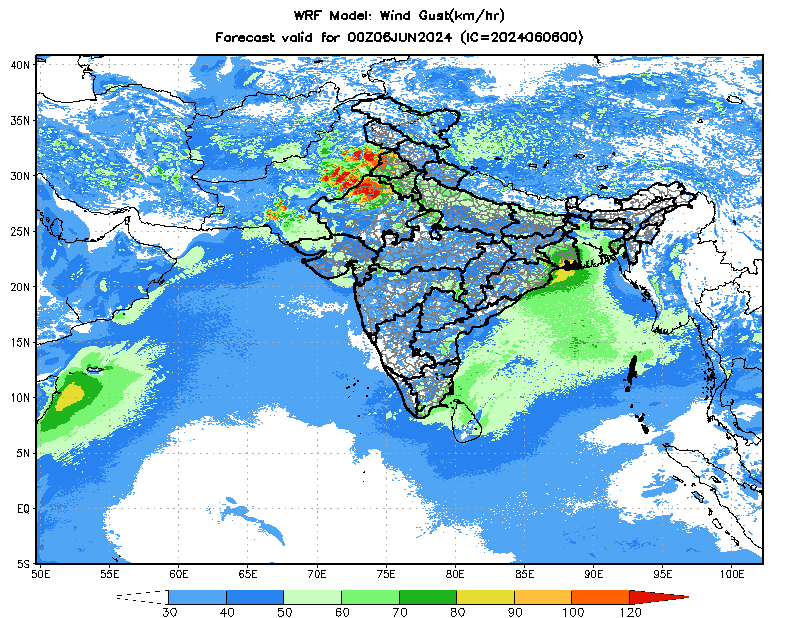 WRF Model: Wind Gust(km/hr)
Forecast valid for 00Z06JUN2024 (IC=2024060600)
40N
35N
30N
25N
20N
15N
10N
5N
EQ
5S
50E 55E 60E 65E 70E 75E 80E 85E 90E 95E 100E
30 40 50 60 70 80 90 100 120